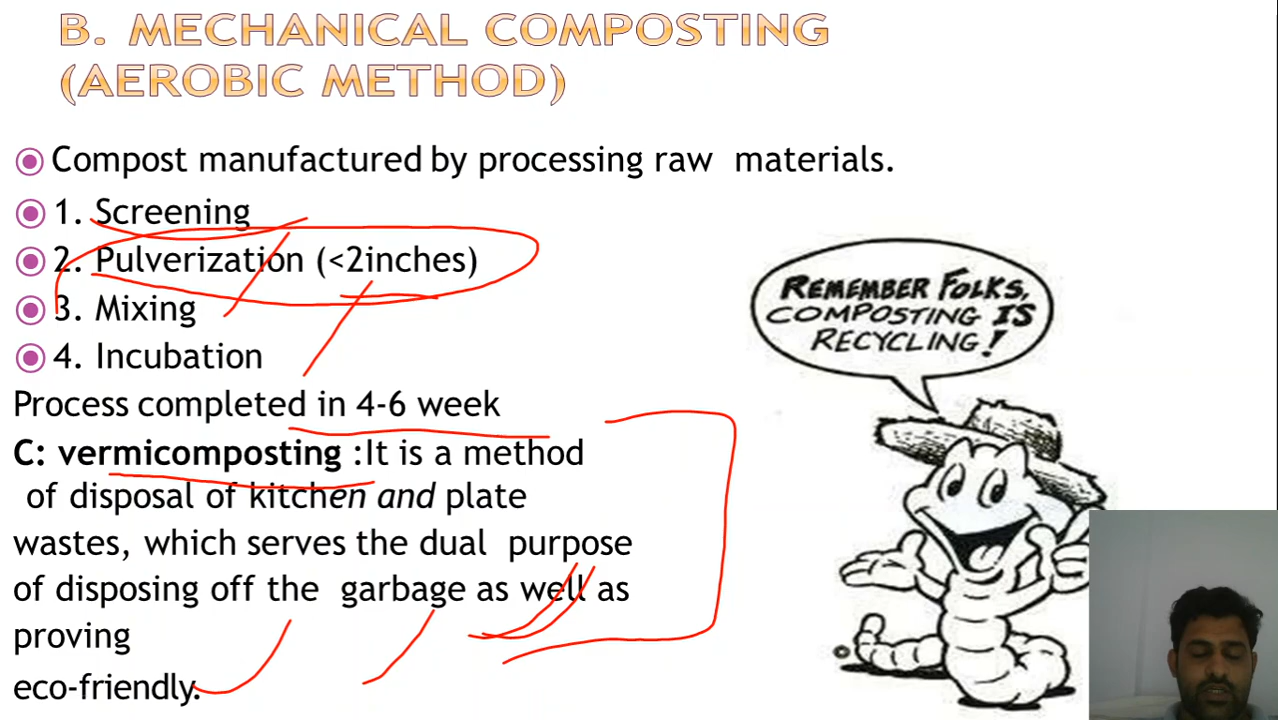 B. MECHANICAL COMPOSTING
(AEROBIC METHOD)
Compost manufactured by processing raw materials.
1. Screening
2. Pulverization (<2inches)
3. Mixing
4. Incubation
Process completed in 4-6 week
C: vermicomposting :It is a method
of disposal of kitchen and plate
wastes, which serves the dual purpose
of disposing off the garbage as well as
proving
eco-friendly.
REMEMBER FOLKS,
COMPOSTING IS
RECYCLING!
©